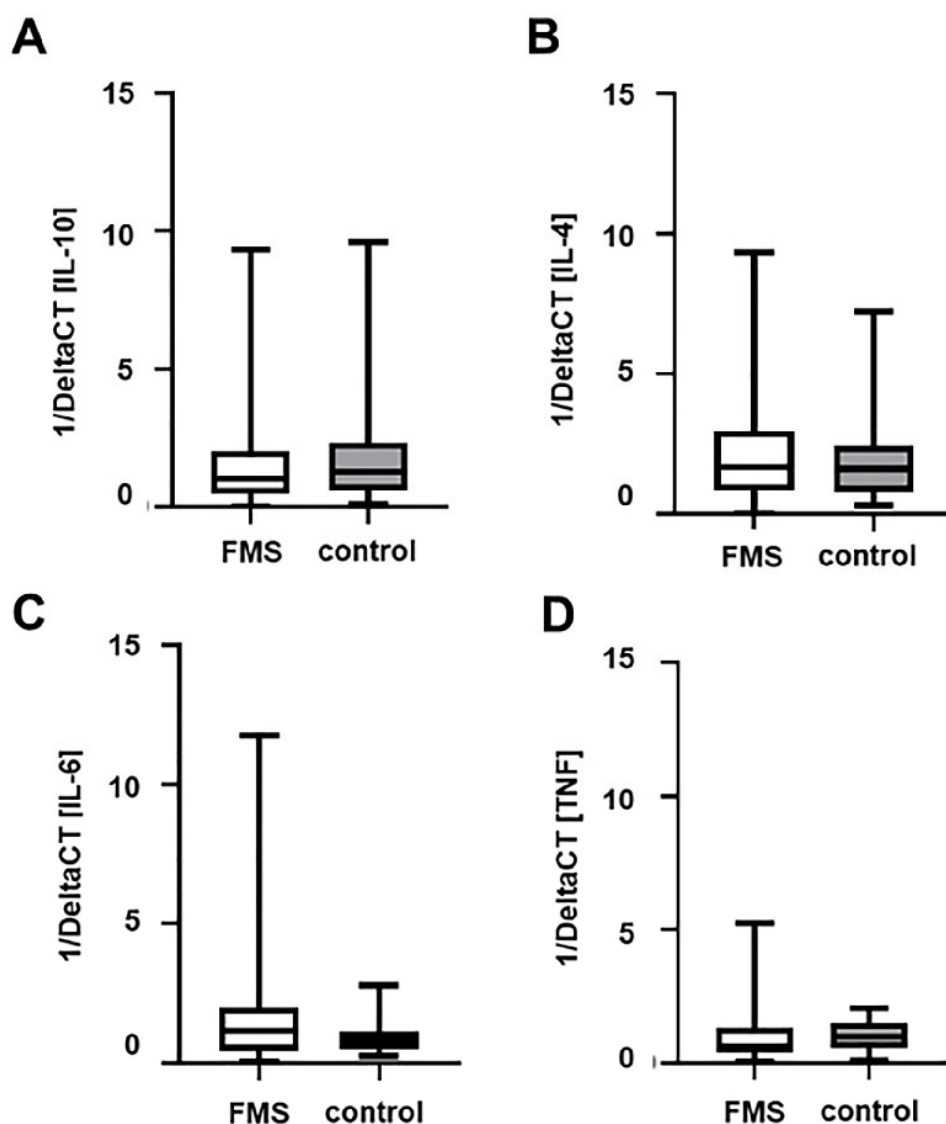 A
1/DeltaCT [IL-10]
15
10
5
0
FMS
control
B
1/DeltaCT [IL-4]
15
10
5
0
FMS
control
C
1/DeltaCT [IL-6]
15
10
5
0
FMS
control
D
1/DeltaCT [TNF]
15
10
5
0
FMS
control